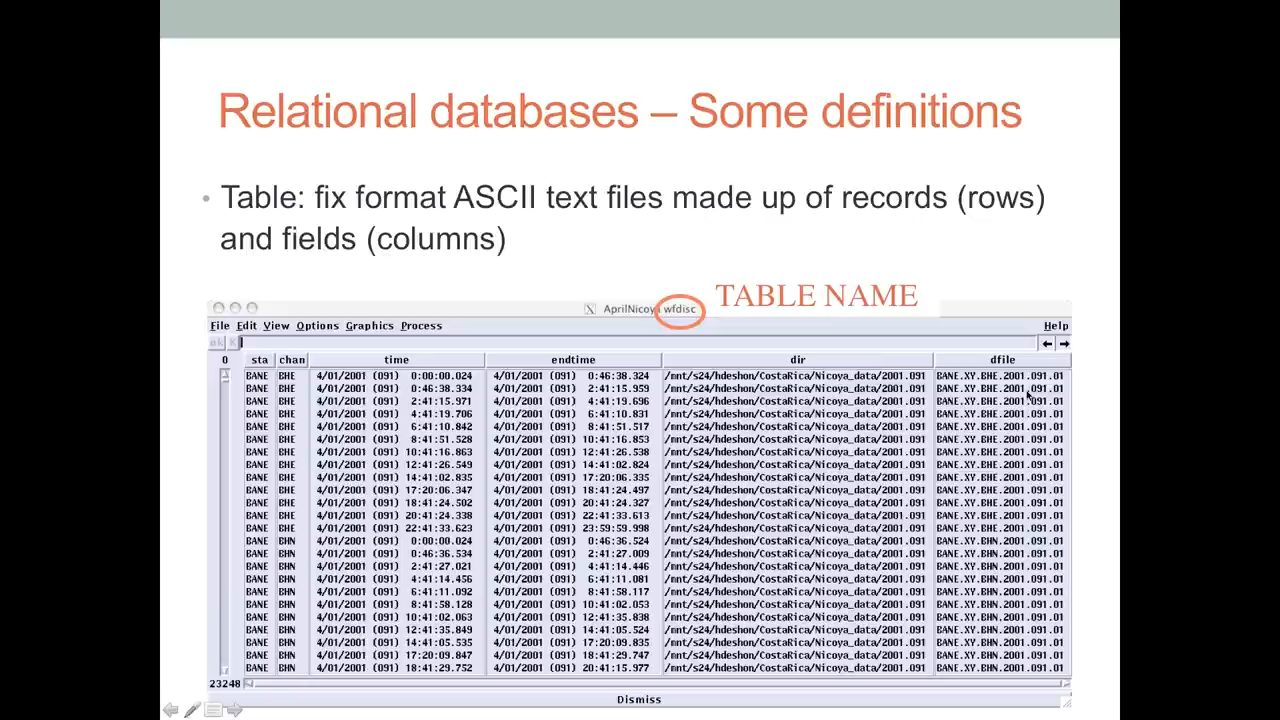 Relational databases – Some definitions
• Table: fix format ASCII text files made up of records (rows)
and fields (columns)
TABLE NAME
X AprilNicoya wfdisc
File Edit View Options Graphics Process Help
ok K
0 sta chan time endtime dir dfile
BANE BHE 4/01/2001 (091) 0:00:00.024 4/01/2001 (091) 0:46:38.324 /mnt/s24/hdeshon/CostaRica/Nicoya_data/2001.091 BANE.XY.BHE.2001.091.01
BANE BHE 4/01/2001 (091) 0:46:38.334 4/01/2001 (091) 2:41:15.959 /mnt/s24/hdeshon/CostaRica/Nicoya_data/2001.091 BANE.XY.BHE.2001.091.01
BANE BHE 4/01/2001 (091) 2:41:15.971 4/01/2001 (091) 4:41:19.696 /mnt/s24/hdeshon/CostaRica/Nicoya_data/2001.091 BANE.XY.BHE.2001.091.01
BANE BHE 4/01/2001 (091) 4:41:19.706 4/01/2001 (091) 6:41:10.831 /mnt/s24/hdeshon/CostaRica/Nicoya_data/2001.091 BANE.XY.BHE.2001.091.01
BANE BHE 4/01/2001 (091) 6:41:10.842 4/01/2001 (091) 8:41:51.517 /mnt/s24/hdeshon/CostaRica/Nicoya_data/2001.091 BANE.XY.BHE.2001.091.01
BANE BHE 4/01/2001 (091) 8:41:51.528 4/01/2001 (091) 10:41:16.853 /mnt/s24/hdeshon/CostaRica/Nicoya_data/2001.091 BANE.XY.BHE.2001.091.01
BANE BHE 4/01/2001 (091) 10:41:16.863 4/01/2001 (091) 12:41:26.538 /mnt/s24/hdeshon/CostaRica/Nicoya_data/2001.091 BANE.XY.BHE.2001.091.01
BANE BHE 4/01/2001 (091) 12:41:26.549 4/01/2001 (091) 14:41:02.824 /mnt/s24/hdeshon/CostaRica/Nicoya_data/2001.091 BANE.XY.BHE.2001.091.01
BANE BHE 4/01/2001 (091) 14:41:02.835 4/01/2001 (091) 17:20:06.335 /mnt/s24/hdeshon/CostaRica/Nicoya_data/2001.091 BANE.XY.BHE.2001.091.01
BANE BHE 4/01/2001 (091) 17:20:06.347 4/01/2001 (091) 18:41:24.497 /mnt/s24/hdeshon/CostaRica/Nicoya_data/2001.091 BANE.XY.BHE.2001.091.01
BANE BHE 4/01/2001 (091) 18:41:24.502 4/01/2001 (091) 20:41:24.327 /mnt/s24/hdeshon/CostaRica/Nicoya_data/2001.091 BANE.XY.BHE.2001.091.01
BANE BHE 4/01/2001 (091) 20:41:24.338 4/01/2001 (091) 22:41:33.613 /mnt/s24/hdeshon/CostaRica/Nicoya_data/2001.091 BANE.XY.BHE.2001.091.01
BANE BHE 4/01/2001 (091) 22:41:33.623 4/01/2001 (091) 23:59:59.998 /mnt/s24/hdeshon/CostaRica/Nicoya_data/2001.091 BANE.XY.BHE.2001.091.01
BANE BHN 4/01/2001 (091) 0:00:00.024 4/01/2001 (091) 0:46:36.524 /mnt/s24/hdeshon/CostaRica/Nicoya_data/2001.091 BANE.XY.BHN.2001.091.01
BANE BHN 4/01/2001 (091) 0:46:36.534 4/01/2001 (091) 2:41:27.009 /mnt/s24/hdeshon/CostaRica/Nicoya_data/2001.091 BANE.XY.BHN.2001.091.01
BANE BHN 4/01/2001 (091) 2:41:27.021 4/01/2001 (091) 4:41:14.446 /mnt/s24/hdeshon/CostaRica/Nicoya_data/2001.091 BANE.XY.BHN.2001.091.01
BANE BHN 4/01/2001 (091) 4:41:14.456 4/01/2001 (091) 6:41:11.081 /mnt/s24/hdeshon/CostaRica/Nicoya_data/2001.091 BANE.XY.BHN.2001.091.01
BANE BHN 4/01/2001 (091) 6:41:11.092 4/01/2001 (091) 8:41:58.117 /mnt/s24/hdeshon/CostaRica/Nicoya_data/2001.091 BANE.XY.BHN.2001.091.01
BANE BHN 4/01/2001 (091) 8:41:58.128 4/01/2001 (091) 10:41:02.053 /mnt/s24/hdeshon/CostaRica/Nicoya_data/2001.091 BANE.XY.BHN.2001.091.01
BANE BHN 4/01/2001 (091) 10:41:02.063 4/01/2001 (091) 12:41:35.838 /mnt/s24/hdeshon/CostaRica/Nicoya_data/2001.091 BANE.XY.BHN.2001.091.01
BANE BHN 4/01/2001 (091) 12:41:35.849 4/01/2001 (091) 14:41:05.524 /mnt/s24/hdeshon/CostaRica/Nicoya_data/2001.091 BANE.XY.BHN.2001.091.01
BANE BHN 4/01/2001 (091) 14:41:05.535 4/01/2001 (091) 17:20:09.835 /mnt/s24/hdeshon/CostaRica/Nicoya_data/2001.091 BANE.XY.BHN.2001.091.01
BANE BHN 4/01/2001 (091) 17:20:09.847 4/01/2001 (091) 18:41:29.747 /mnt/s24/hdeshon/CostaRica/Nicoya_data/2001.091 BANE.XY.BHN.2001.091.01
BANE BHN 4/01/2001 (091) 18:41:29.752 4/01/2001 (091) 20:41:15.977 /mnt/s24/hdeshon/CostaRica/Nicoya_data/2001.091 BANE.XY.BHN.2001.091.01
23248
Dismiss